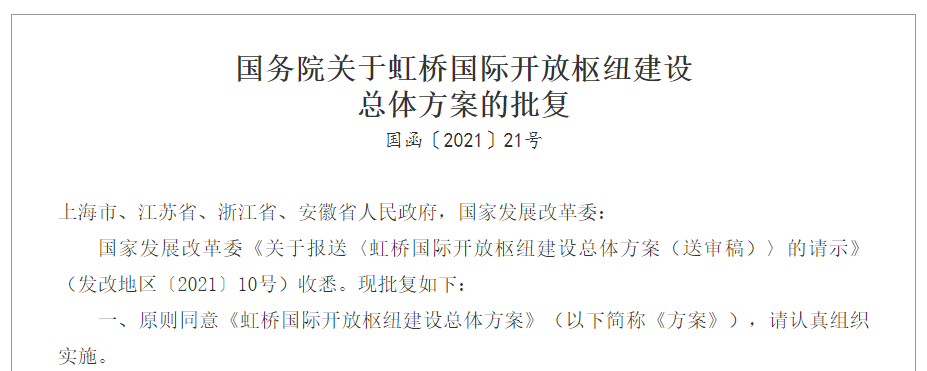 国务院关于虹桥国际开放枢纽建设
总体方案的批复
国函〔2021〕21号
上海市、江苏省、浙江省、安徽省人民政府，国家发展改革委：
国家发展改革委《关于报送〈虹桥国际开放枢纽建设总体方案（送审稿）〉的请示》
（发改地区〔2021〕10号）收悉。现批复如下：
一、原则同意《虹桥国际开放枢纽建设总体方案》（以下简称《方案》），请认真组织
实施。